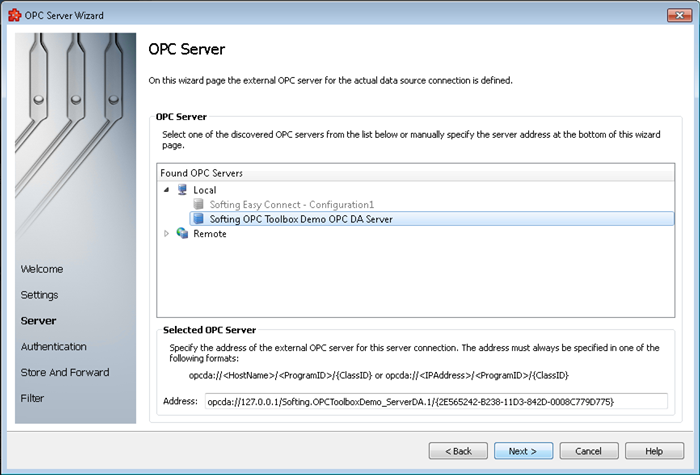 OPC Server Wizard
OPC Server
On this wizard page the external OPC server for the actual data source connection is defined.
OPC Server
Select one of the discovered OPC servers from the list below or manually specify the server address at the bottom of this wizard
page.
Found OPC Servers
Local
Softing Easy Connect - Configuration1
Softing OPC Toolbox Demo OPC DA Server
Remote
Welcome
Settings
Server
Authentication
Store And Forward
Filter
Selected OPC Server
Specify the address of the external OPC server for this server connection. The address must always be specified in one of the
following formats:
opcda://<HostName>/<ProgramID>/{ClassID} or opcda://<IPAddress>/<ProgramID>/{ClassID}
Address: opcda://127.0.0.1/Softing.OPCToolboxDemo_ServerDA.1/{2E565242-B238-11D3-842D-0008C779D775}
< Back Next > Cancel Help